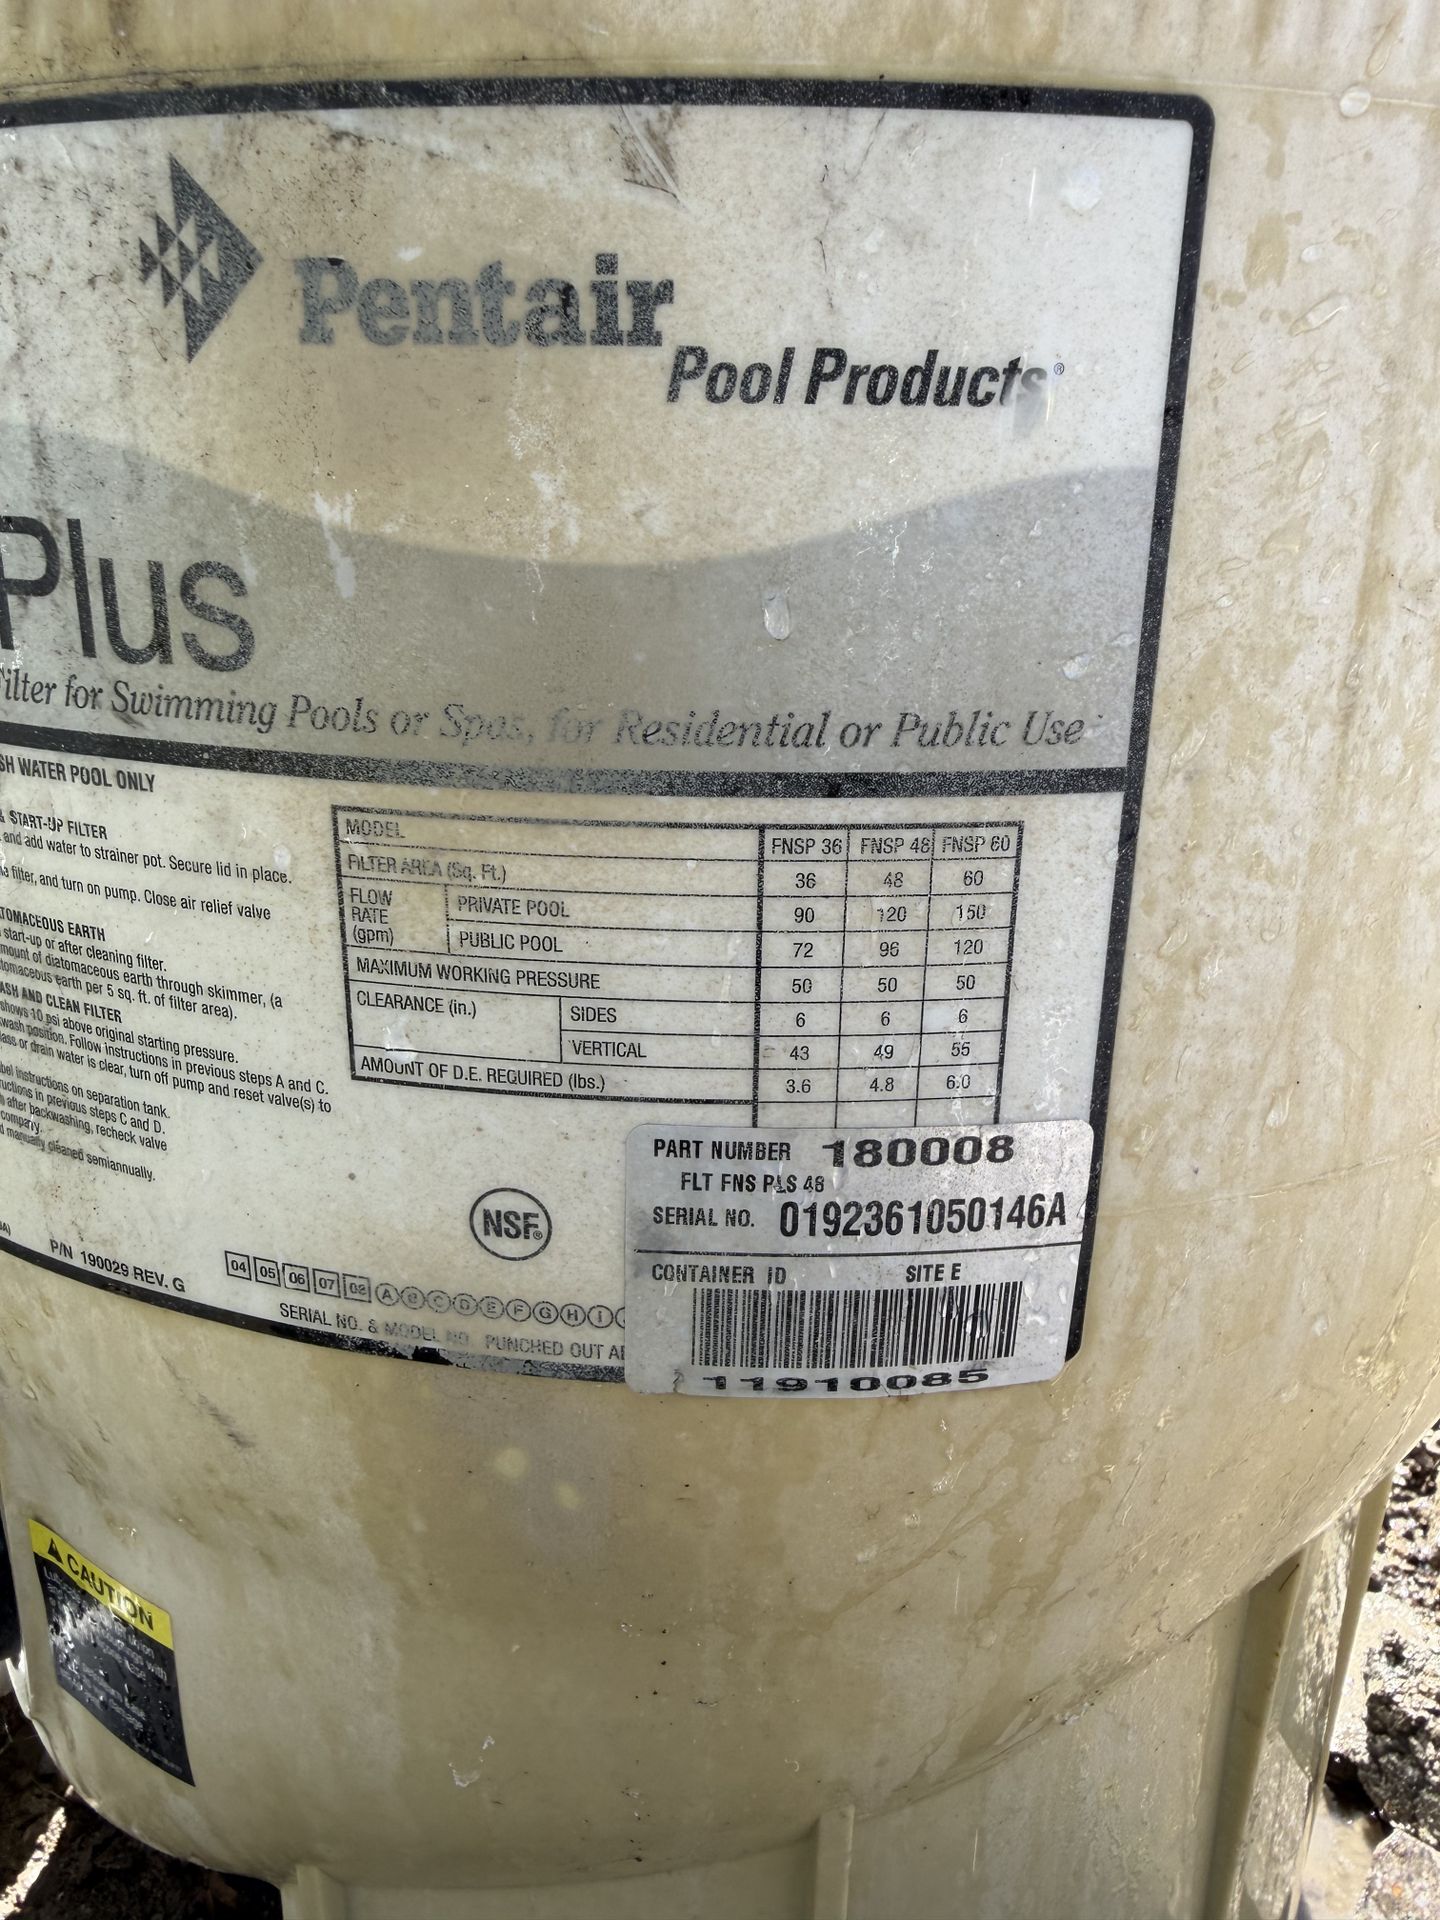 Pentair
Pool Products®
Plus
Filter for Swimming Pools or Spas, for Residential or Public Use
SH WATER POOL ONLY
& START-UP FILTER
and add water to strainer pot. Secure lid in place.
filter, and turn on pump. Close air relief valve
TOMACEOUS EARTH
start-up or after cleaning filter.
mount of diatomaceous earth through skimmer, (a
tomaceous earth per 5 sq. ft. of filter area).
ASH AND CLEAN FILTER
shows 10 psi above original starting pressure.
wash position. Follow instructions in previous steps A and C.
lass or drain water is clear, turn off pump and reset valve(s) to
bel instructions on separation tank.
ructions in previous steps C and D.
after backwashing, recheck valve
company.
d manually cleaned semiannually.
P/N 190029 REV. G
MODEL FNSP 36 FNSP 48 FNSP 60
FILTER AREA (Sq. Ft.) 36 48 60
FLOW RATE (gpm) PRIVATE POOL 90 120 150
PUBLIC POOL 72 96 120
MAXIMUM WORKING PRESSURE 50 50 50
CLEARANCE (in.) SIDES 6 6 6
VERTICAL 43 49 55
AMOUNT OF D.E. REQUIRED (lbs.) 3.6 4.8 6.0
NSF®
04 05 06 07 08 A B C D E F G H I
SERIAL NO. & MODEL NO. PUNCHED OUT A
PART NUMBER 180008
FLT FNS PLS 48
SERIAL NO. 0192361050146A
CONTAINER ID SITE E
11910085
CAUTION